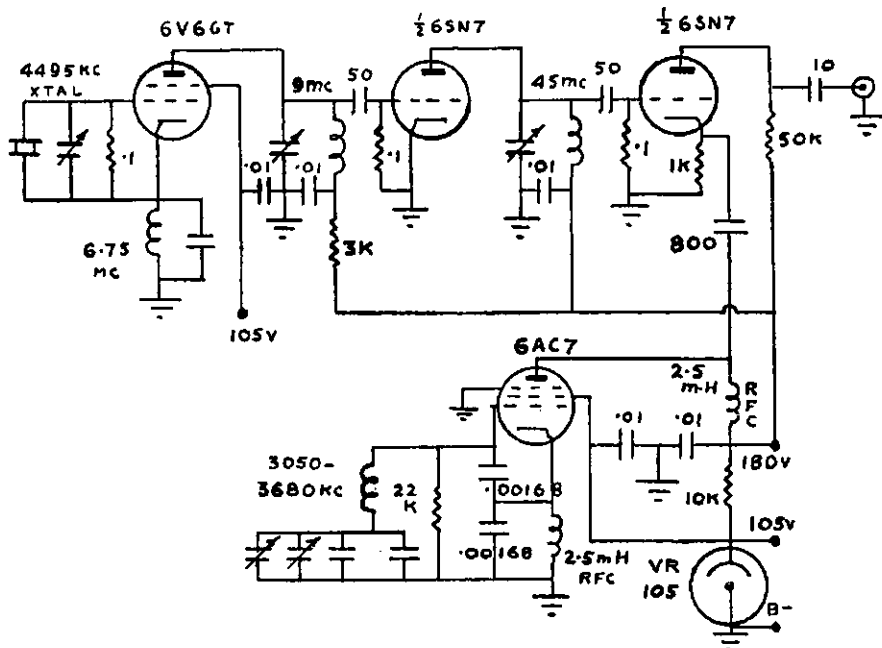 6V6GT
½ 6SN7
½ 6SN7
4495KC
XTAL
9mc
50
45mc
50
10
.1
.01
.01
.1
.01
.1
1K
50K
6.75
MC
3K
800
105V
6AC7
2.5
m-H
RFC
.01
.01
180V
3050-
3680KC
22
K
.00168
10K
105V
.00168
2.5mH
RFC
VR
105
B-